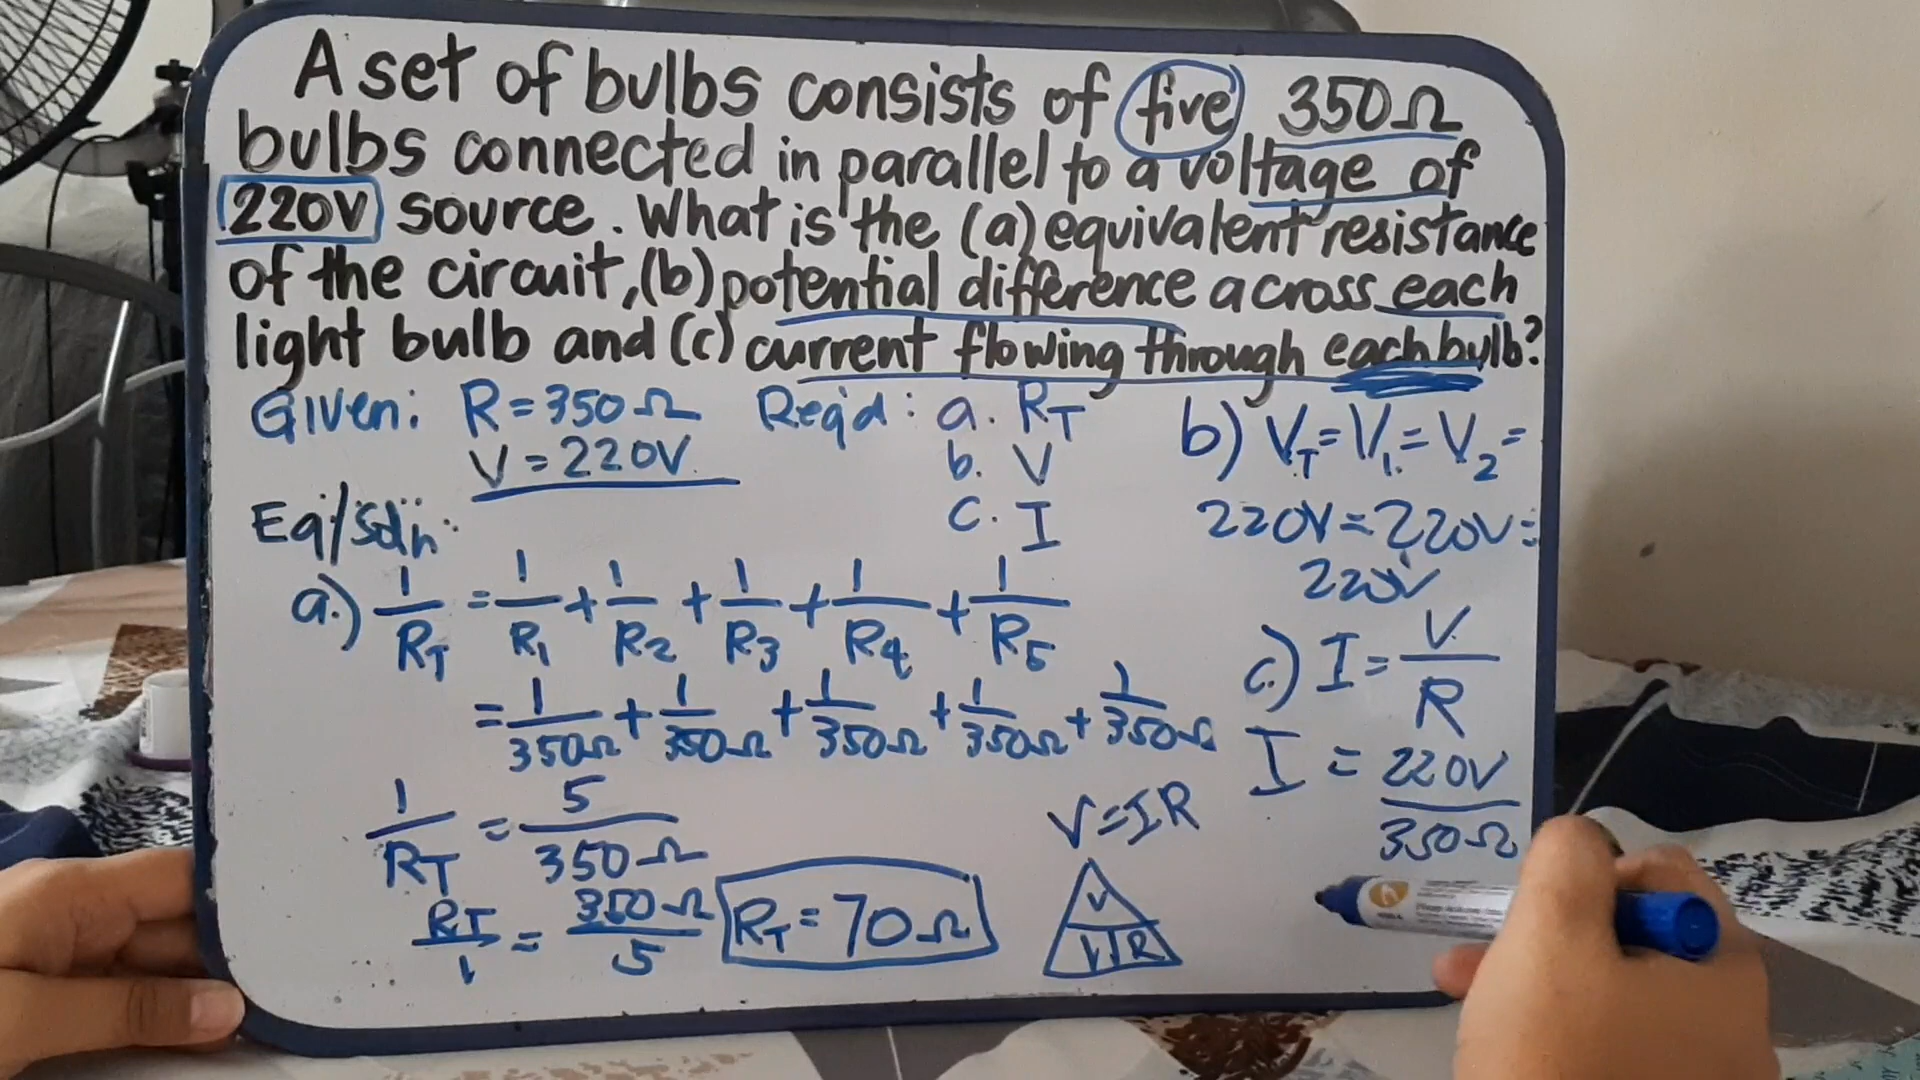 A set of bulbs consists of five 350Ω
bulbs connected in parallel to a voltage of
220V source. What is the (a) equivalent resistance
of the circuit, (b) potential difference across each
light bulb and (c) current flowing through each bulb?
Given: R = 350Ω
V = 220V
Req'd: a. RT
b. V
c. I
Eq/Soln:
a.) 1/RT = 1/R1 + 1/R2 + 1/R3 + 1/R4 + 1/R5
= 1/350Ω + 1/350Ω + 1/350Ω + 1/350Ω + 1/350Ω
1/RT = 5/350Ω
RT/1 = 350Ω/5
RT = 70Ω
V = IR
V
I R
b) VT = V1 = V2 =
220V = 220V =
220V
c.) I = V/R
I = 220V/350Ω